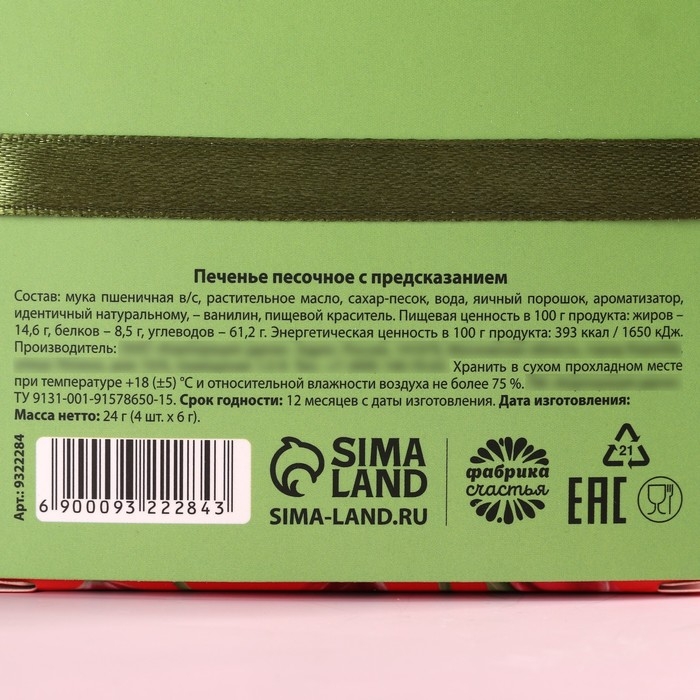 Печенье песочное с предсказанием
Состав: мука пшеничная в/с, растительное масло, сахар-песок, вода, яичный порошок, ароматизатор,
идентичный натуральному, – ванилин, пищевой краситель. Пищевая ценность в 100 г продукта: жиров –
14,6 г, белков – 8,5 г, углеводов – 61,2 г. Энергетическая ценность в 100 г продукта: 393 ккал / 1650 кДж.
Производитель:
Хранить в сухом прохладном месте
при температуре +18 (±5) °С и относительной влажности воздуха не более 75 %.
ТУ 9131-001-91578650-15. Срок годности: 12 месяцев с даты изготовления. Дата изготовления:
Масса нетто: 24 г (4 шт. х 6 г).
Арт.: 9322284
6 900093 222843
SIMA
LAND
SIMA-LAND.RU
фабрика
счастья
21
EAC